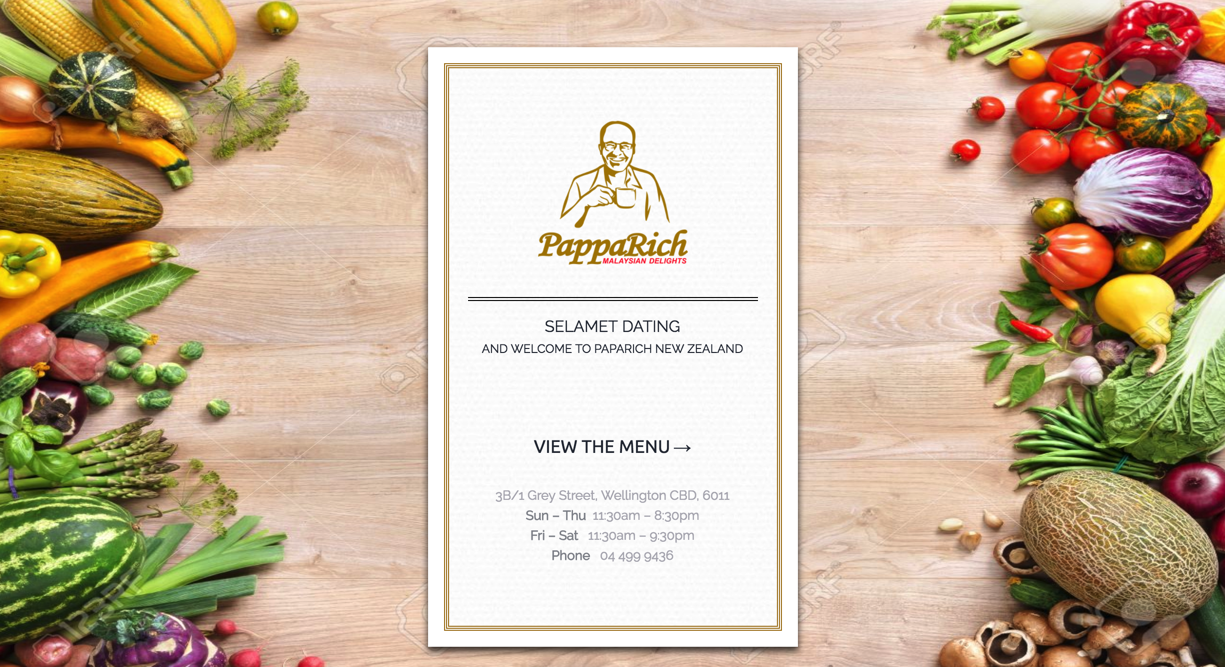 PappaRich
MALAYSIAN DELIGHTS
SELAMET DATING
AND WELCOME TO PAPARICH NEW ZEALAND
VIEW THE MENU→
3B/1 Grey Street, Wellington CBD, 6011
Sun – Thu 11:30am – 8:30pm
Fri – Sat 11:30am – 9:30pm
Phone 04 499 9436